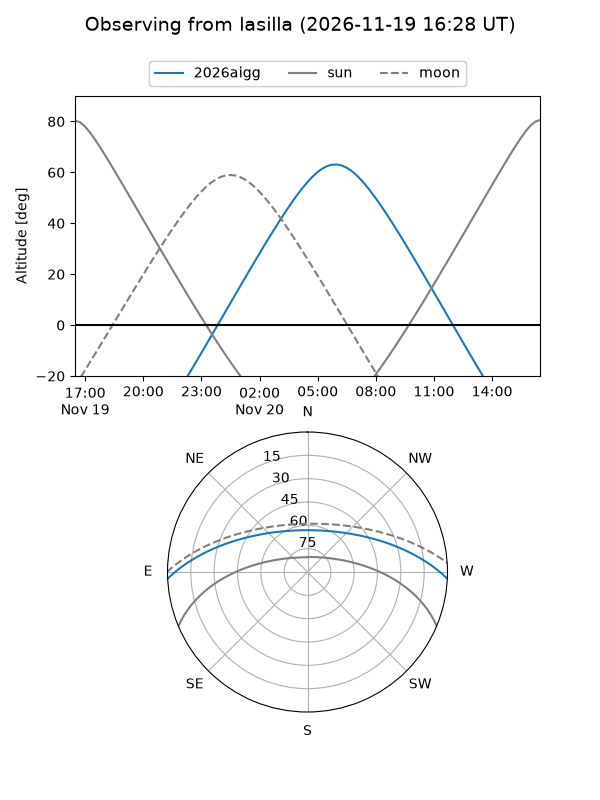 Observing from lasilla (2026-11-19 16:28 UT)
2026aigg sun moon
Altitude [deg]
80
60
40
20
0
−20
17:00 20:00 23:00 02:00 05:00 08:00 11:00 14:00
Nov 19 Nov 20
N
NE NW
15
30
45
60
75
E W
SE SW
S